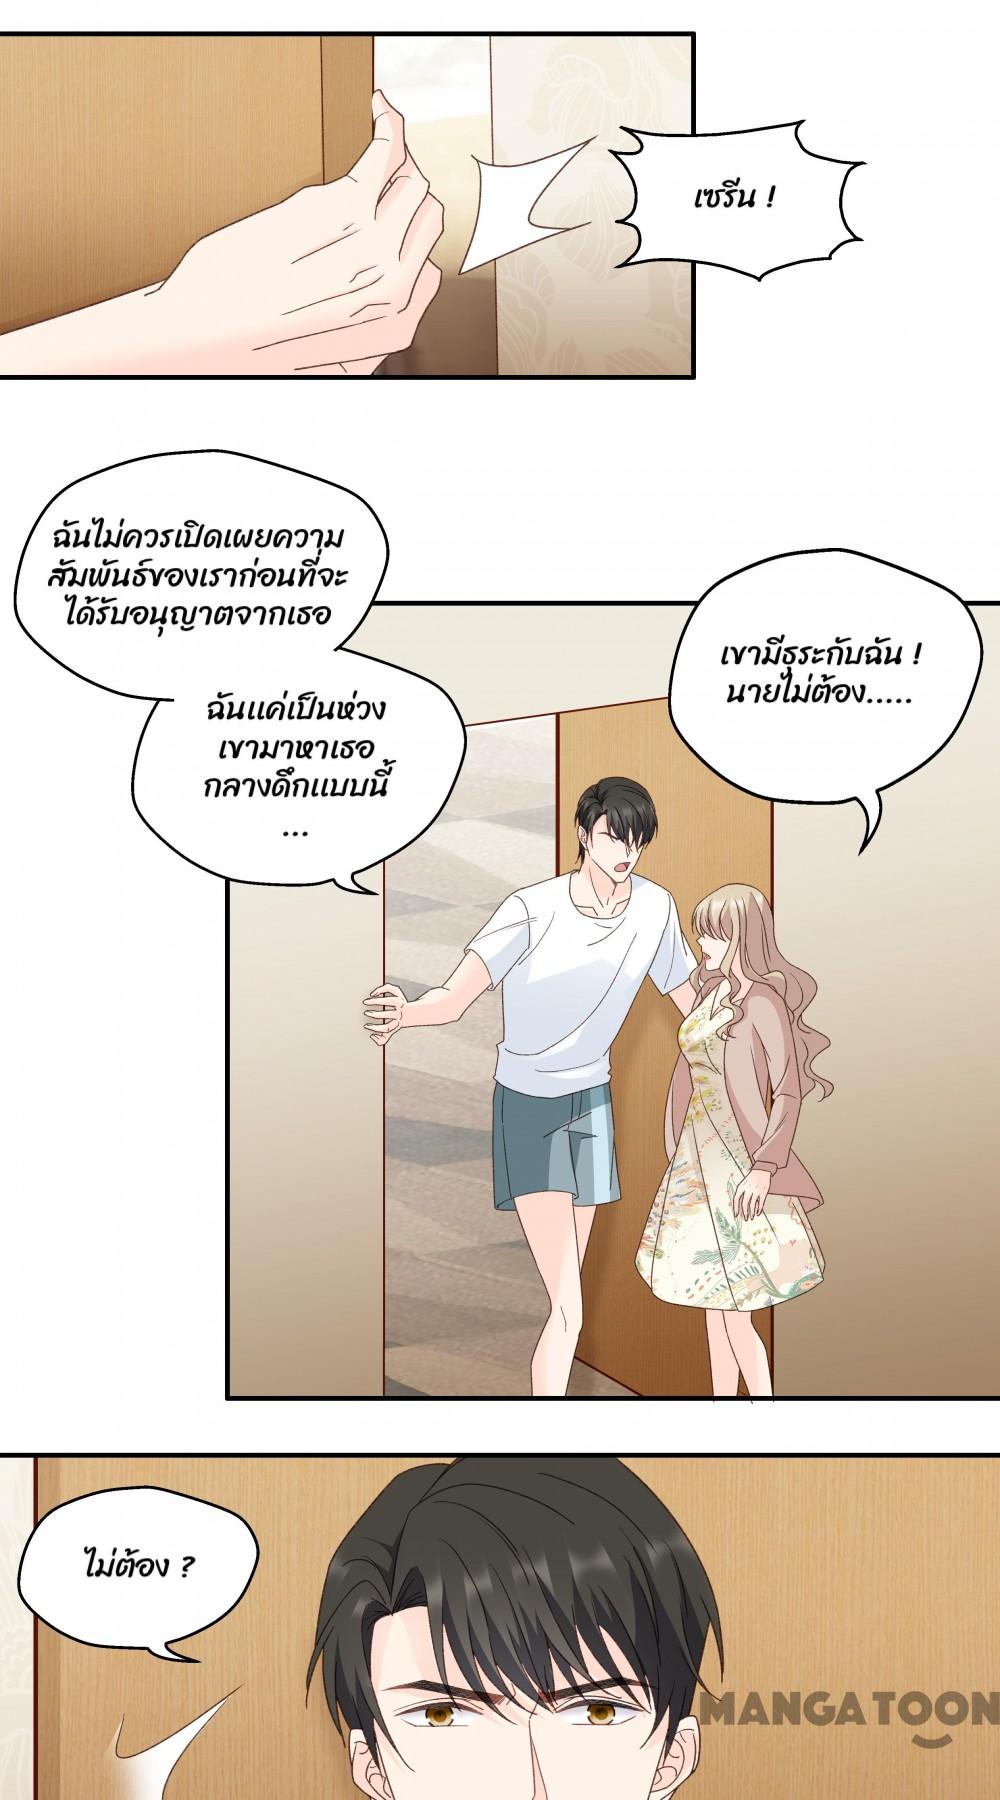 เซรีน !
ฉันไม่ควรเปิดเผยความ
สัมพันธ์ของเราก่อนที่จะ
ได้รับอนุญาตจากเธอ
ฉันแค่เป็นห่วง
เขามาหาเธอ
กลางดึกแบบนี้
...
เขามีธุระกับฉัน !
นายไม่ต้อง.....
ไม่ต้อง ?
MANGATOON